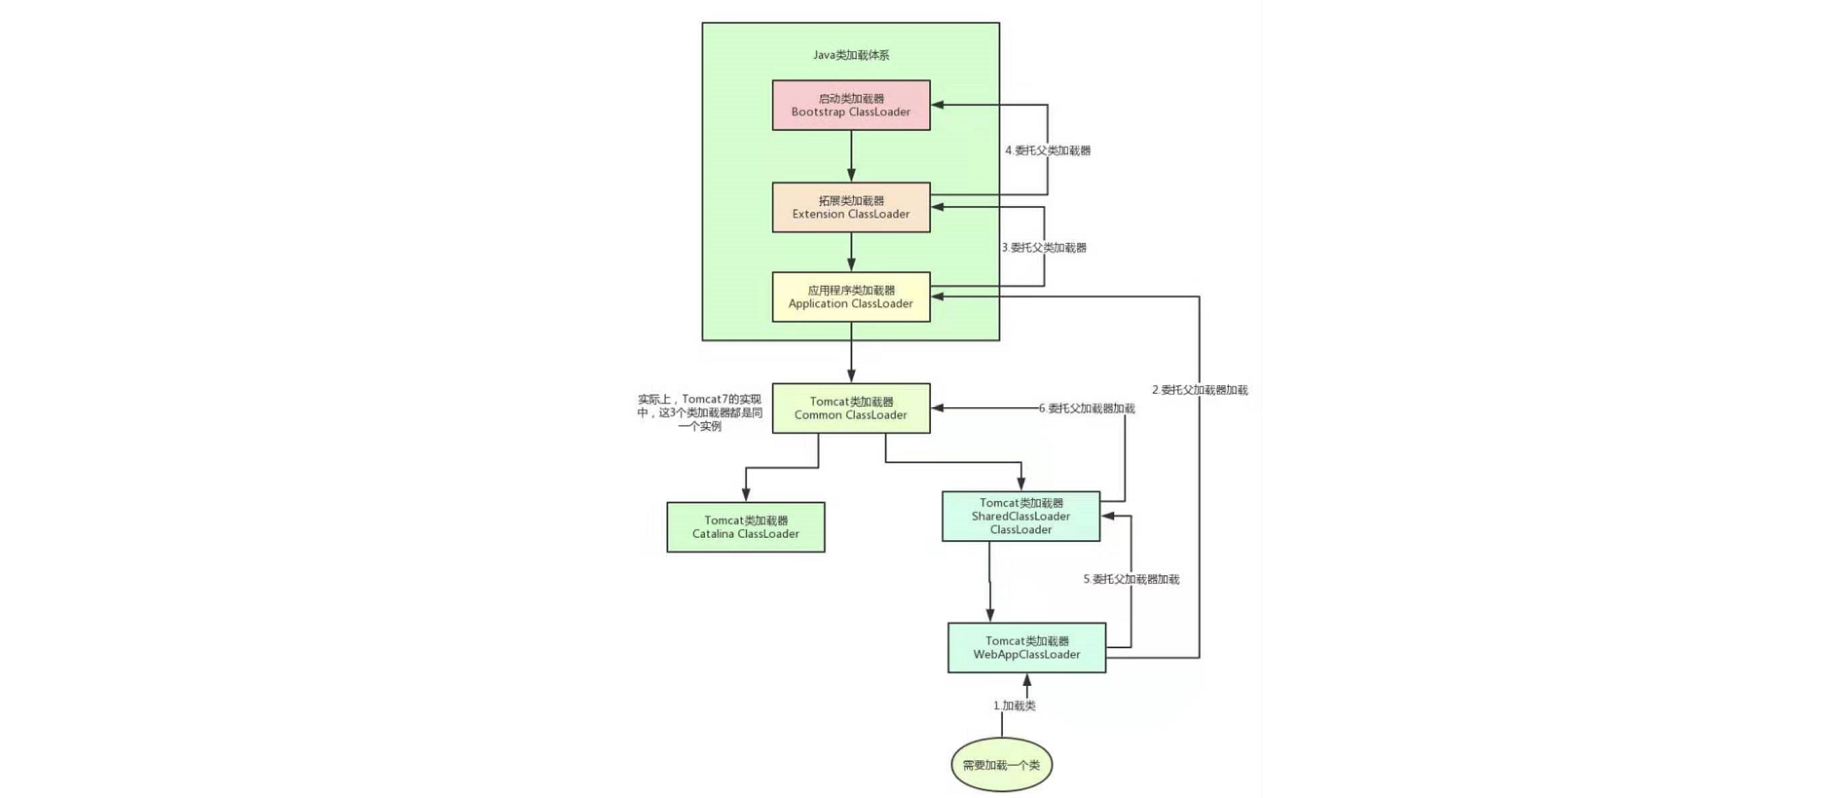 Java类加载体系
启动类加载器
Bootstrap ClassLoader
4.委托父类加载器
拓展类加载器
Extension ClassLoader
3.委托父类加载器
应用程序类加载器
Application ClassLoader
2.委托父加载器加载
实际上，Tomcat7的实现
中，这3个类加载器都是同
一个实例
Tomcat类加载器
Common ClassLoader
6.委托父加载器加载
Tomcat类加载器
Catalina ClassLoader
Tomcat类加载器
SharedClassLoader
ClassLoader
5.委托父加载器加载
Tomcat类加载器
WebAppClassLoader
1.加载类
需要加载一个类